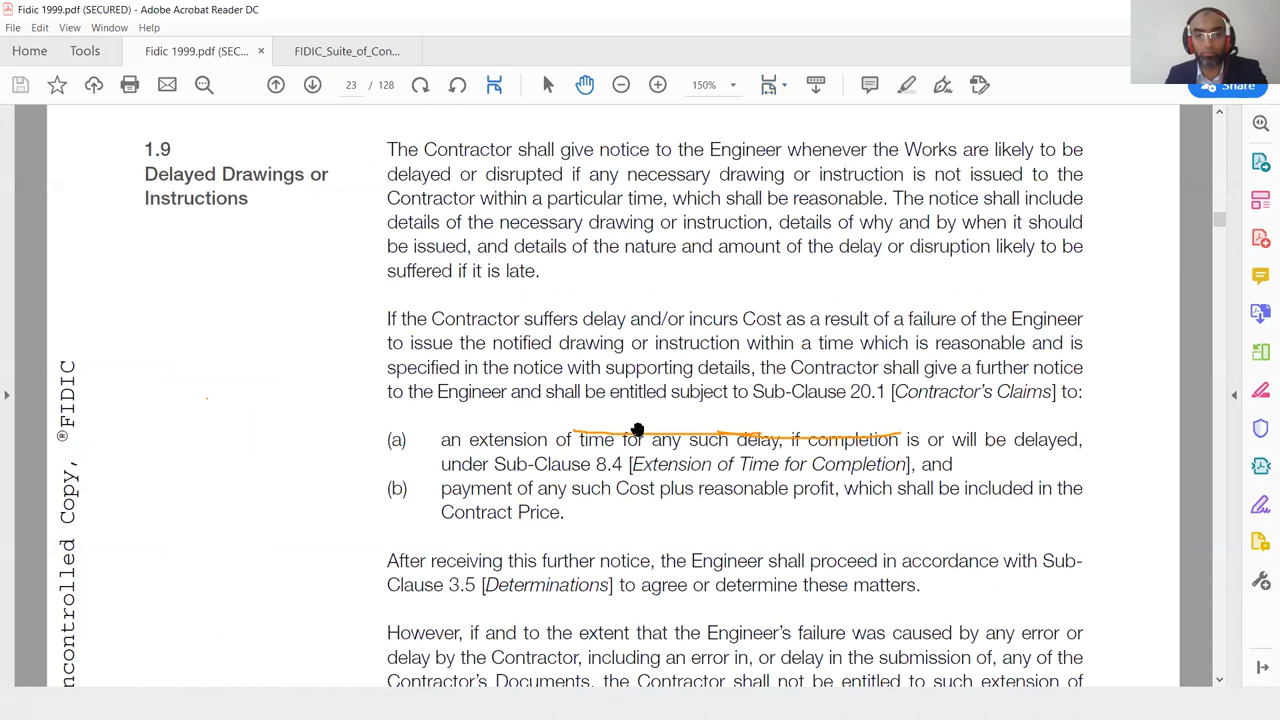 Fidic 1999.pdf (SECURED) - Adobe Acrobat Reader DC
File Edit View Window Help
Home Tools Fidic 1999.pdf (SEC... × FIDIC_Suite_of_Con...
23 / 128 150% Share
1.9
Delayed Drawings or
Instructions
The Contractor shall give notice to the Engineer whenever the Works are likely to be
delayed or disrupted if any necessary drawing or instruction is not issued to the
Contractor within a particular time, which shall be reasonable. The notice shall include
details of the necessary drawing or instruction, details of why and by when it should
be issued, and details of the nature and amount of the delay or disruption likely to be
suffered if it is late.
If the Contractor suffers delay and/or incurs Cost as a result of a failure of the Engineer
to issue the notified drawing or instruction within a time which is reasonable and is
specified in the notice with supporting details, the Contractor shall give a further notice
to the Engineer and shall be entitled subject to Sub-Clause 20.1 [Contractor's Claims] to:
(a) an extension of time for any such delay, if completion is or will be delayed,
under Sub-Clause 8.4 [Extension of Time for Completion], and
(b) payment of any such Cost plus reasonable profit, which shall be included in the
Contract Price.
After receiving this further notice, the Engineer shall proceed in accordance with Sub-
Clause 3.5 [Determinations] to agree or determine these matters.
However, if and to the extent that the Engineer's failure was caused by any error or
delay by the Contractor, including an error in, or delay in the submission of, any of the
Contractor's Documents, the Contractor shall not be entitled to such extension of
ncontrolled Copy, ®FIDIC